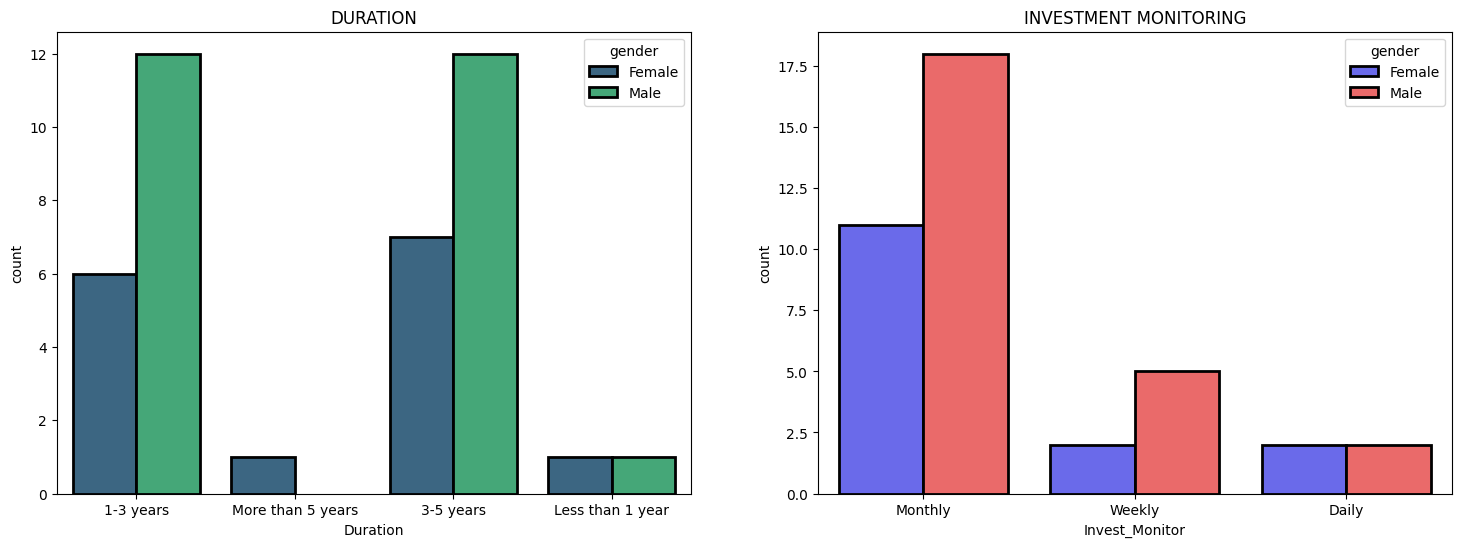 DURATION
gender
Female
Male
12
10
8
6
4
2
0
count
1-3 years
More than 5 years
3-5 years
Less than 1 year
Duration
INVESTMENT MONITORING
gender
Female
Male
17.5
15.0
12.5
10.0
7.5
5.0
2.5
0.0
count
Monthly
Weekly
Daily
Invest_Monitor